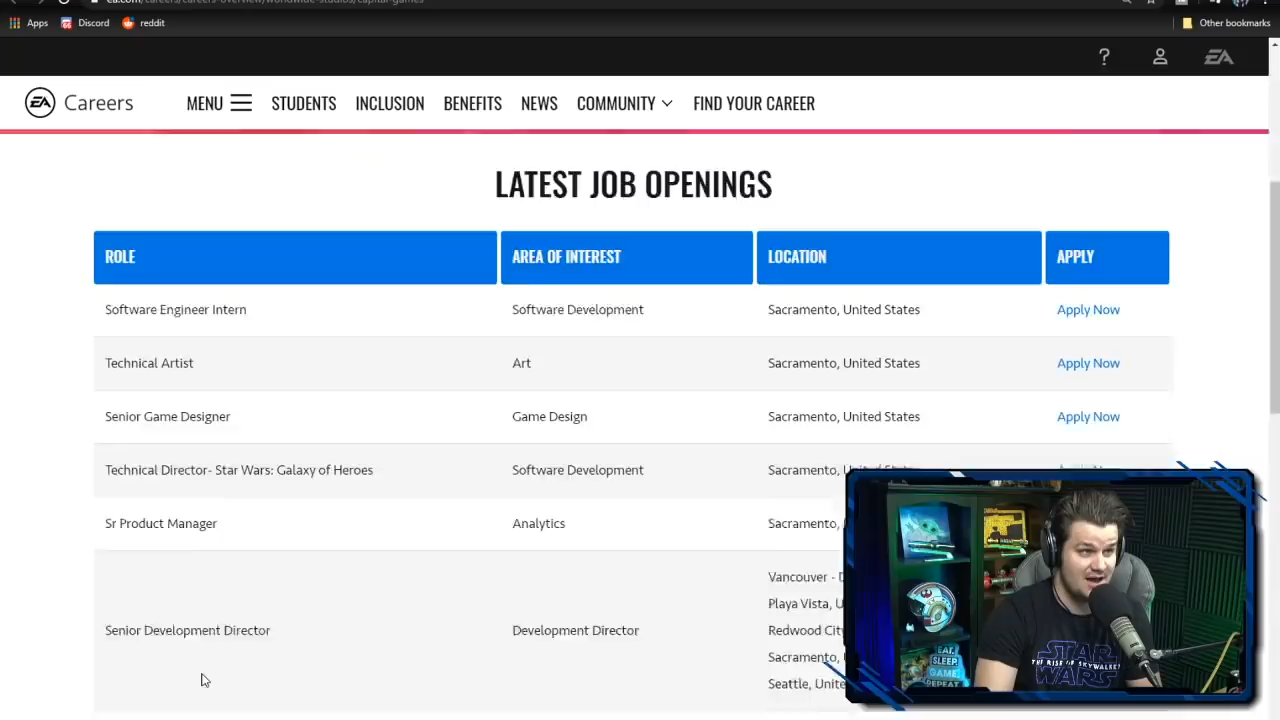 Apps Discord reddit Other bookmarks
?
EA
EA Careers MENU STUDENTS INCLUSION BENEFITS NEWS COMMUNITY FIND YOUR CAREER
LATEST JOB OPENINGS
ROLE AREA OF INTEREST LOCATION APPLY
Software Engineer Intern Software Development Sacramento, United States Apply Now
Technical Artist Art Sacramento, United States Apply Now
Senior Game Designer Game Design Sacramento, United States Apply Now
Technical Director- Star Wars: Galaxy of Heroes Software Development Sacramento,
Sr Product Manager Analytics Sacramento,
Vancouver -
Playa Vista,
Redwood
Senior Development Director Development Director
Sacramento,
Seattle,
EAT.
SLEEP.
GAME.
REPEAT.
STAR
THE RISE OF SKYWALKER
WARS